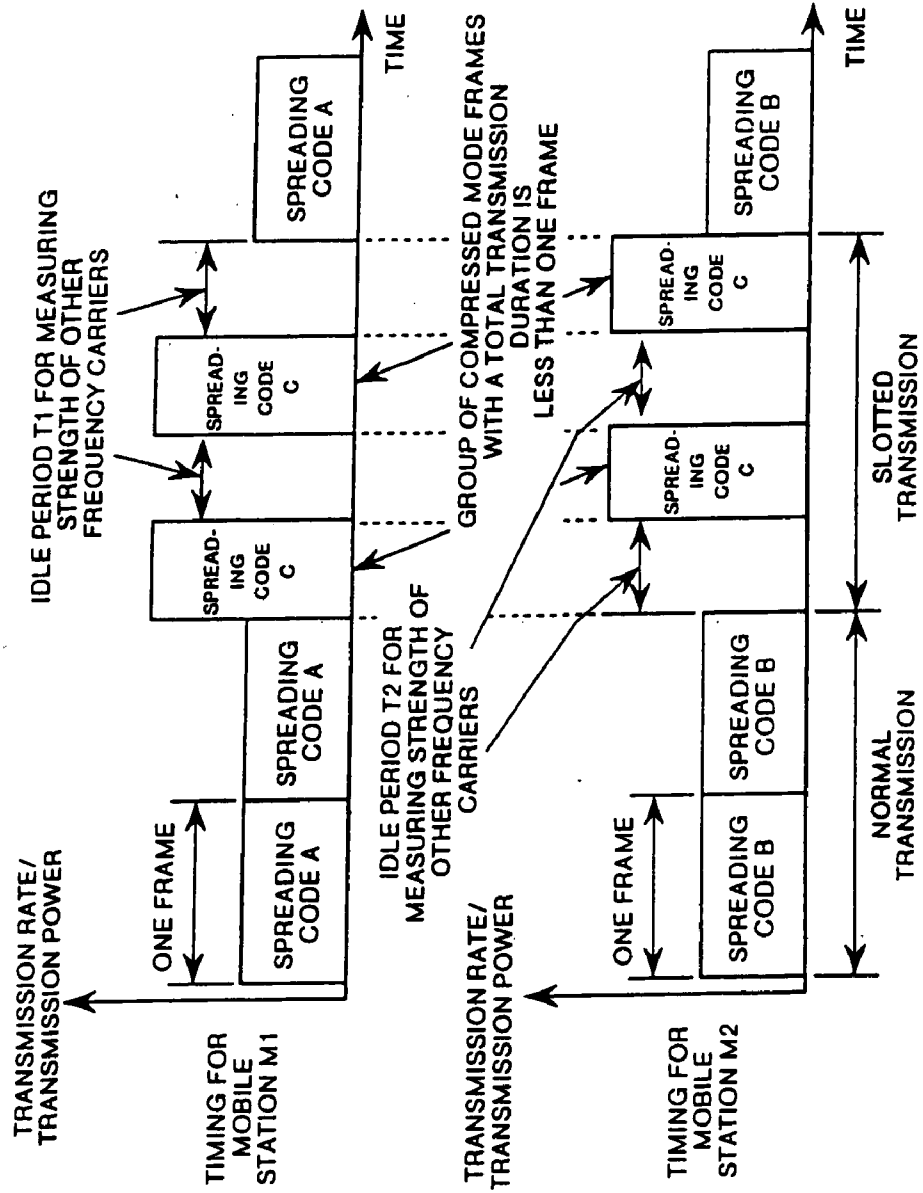 TRANSMISSION RATE/
TRANSMISSION POWER
TIMING FOR
MOBILE
STATION M1
ONE FRAME
SPREADING
CODE A
SPREADING
CODE A
IDLE PERIOD T1 FOR MEASURING
STRENGTH OF OTHER
FREQUENCY CARRIERS
SPREAD-
ING
CODE
C
SPREAD-
ING
CODE
C
SPREADING
CODE A
TIME
IDLE PERIOD T2 FOR
MEASURING STRENGTH OF
OTHER FREQUENCY
CARRIERS
GROUP OF COMPRESSED MODE FRAMES
WITH A TOTAL TRANSMISSION
DURATION IS
LESS THAN ONE FRAME
TRANSMISSION RATE/
TRANSMISSION POWER
TIMING FOR
MOBILE
STATION M2
ONE FRAME
SPREADING
CODE B
SPREADING
CODE B
SPREAD-
ING
CODE
C
SPREAD-
ING
CODE
C
SPREADING
CODE B
TIME
NORMAL
TRANSMISSION
SLOTTED
TRANSMISSION